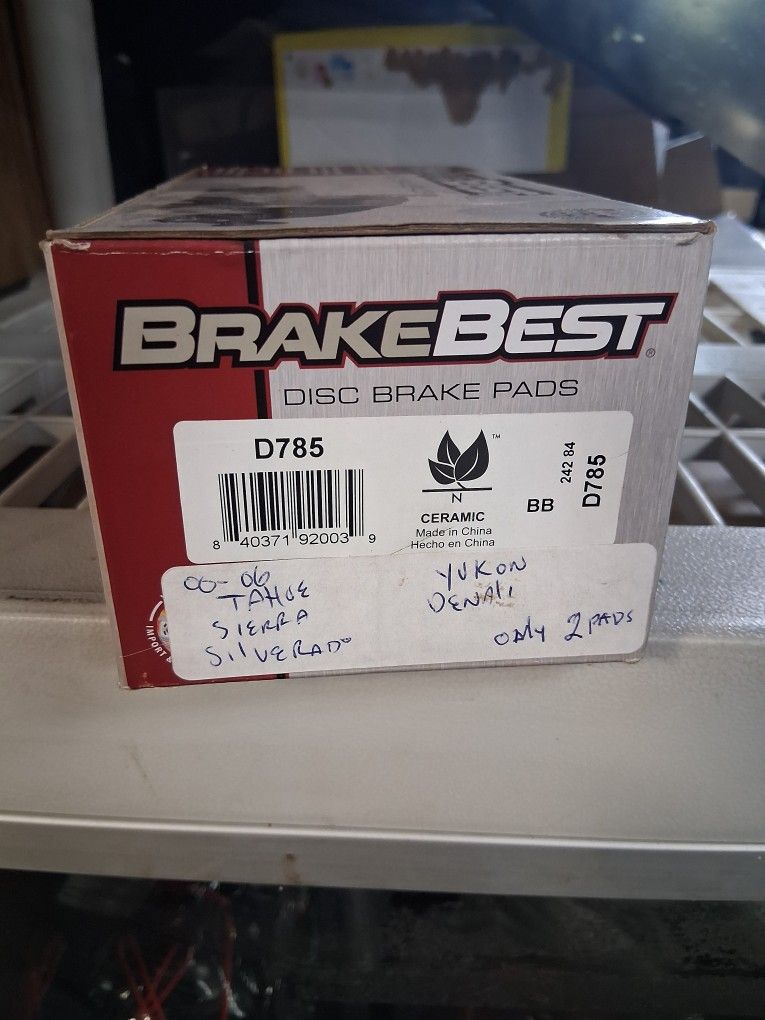 BRAKEBEST®
DISC BRAKE PADS
D785
8 40371 92003 9
™
N
CERAMIC
Made in China
Hecho en China
BB
242 84
D785
00-06
TAHOE
SIERRA
SilVERADO
YUKON
DENALI
ONly 2 PADS
IMPORT